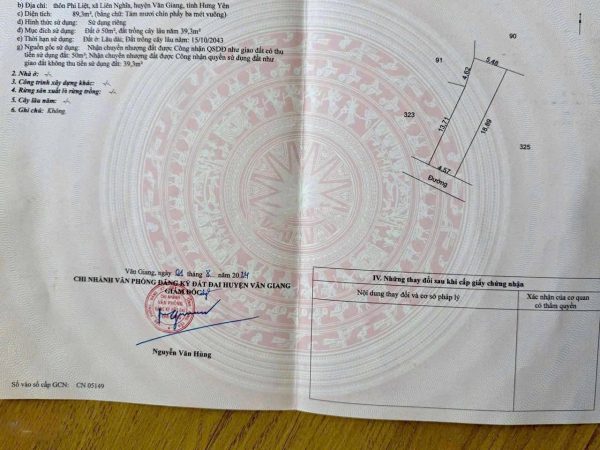 b) Địa chỉ: thôn Phi Liệt, xã Liên Nghĩa, huyện Văn Giang, tỉnh Hưng Yên
c) Diện tích: 89,3m², (bằng chữ: Tám mươi chín phẩy ba mét vuông)
d) Hình thức sử dụng: Sử dụng riêng
đ) Mục đích sử dụng: Đất ở 50m², đất trồng cây lâu năm 39,3m²
e) Thời hạn sử dụng: Đất ở: Lâu dài; Đất trồng cây lâu năm: 15/10/2043
g) Nguồn gốc sử dụng: Nhận chuyển nhượng đất được Công nhận QSDĐ như giao đất có thu
tiền sử dụng đất: 50m²; Nhận chuyển nhượng đất được Công nhận quyền sử dụng đất như
giao đất không thu tiền sử dụng đất: 39,3m²
2. Nhà ở: -/-
3. Công trình xây dựng khác: -/-
4. Rừng sản xuất là rừng trồng: -/-
5. Cây lâu năm: -/-
6. Ghi chú: Không.
Văn Giang, ngày 01 tháng 8 năm 2024
CHI NHÁNH VĂN PHÒNG ĐĂNG KÝ ĐẤT ĐAI HUYỆN VĂN GIANG
GIÁM ĐỐC
CHI NHÁNH
VĂN PHÒNG
Nguyễn Văn Hùng
Số vào sổ cấp GCN: CN 05149
90
91
5,48
4,62
323
13,71
18,89
325
4,57
Đường
IV. Những thay đổi sau khi cấp giấy chứng nhận
Nội dung thay đổi và cơ sở pháp lý
Xác nhận của cơ quan
có thẩm quyền